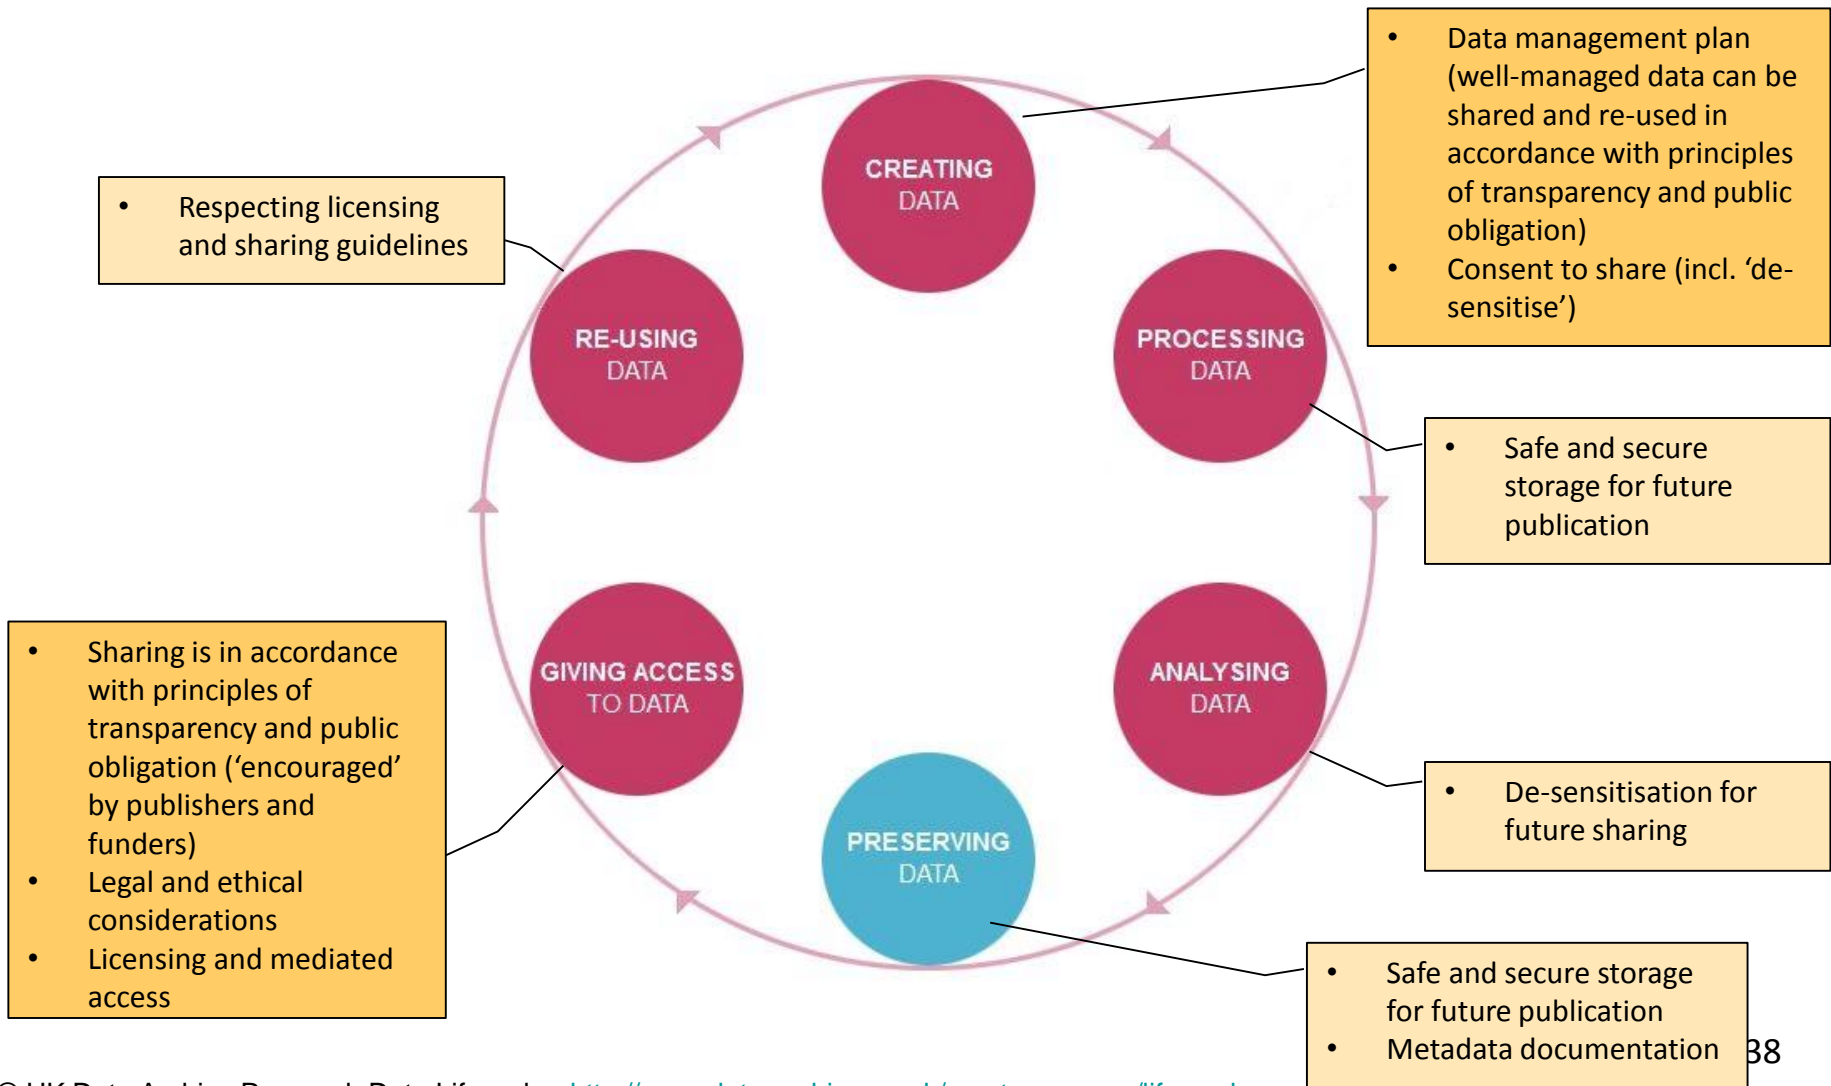 • Data management plan
(well-managed data can be
shared and re-used in
accordance with principles
of transparency and public
obligation)
• Consent to share (incl. ‘de-
sensitise’)
CREATING
DATA
• Respecting licensing
and sharing guidelines
RE-USING
DATA
PROCESSING
DATA
• Safe and secure
storage for future
publication
• Sharing is in accordance
with principles of
transparency and public
obligation (‘encouraged’
by publishers and
funders)
• Legal and ethical
considerations
• Licensing and mediated
access
GIVING ACCESS
TO DATA
ANALYSING
DATA
• De-sensitisation for
future sharing
PRESERVING
DATA
• Safe and secure storage
for future publication
• Metadata documentation
38